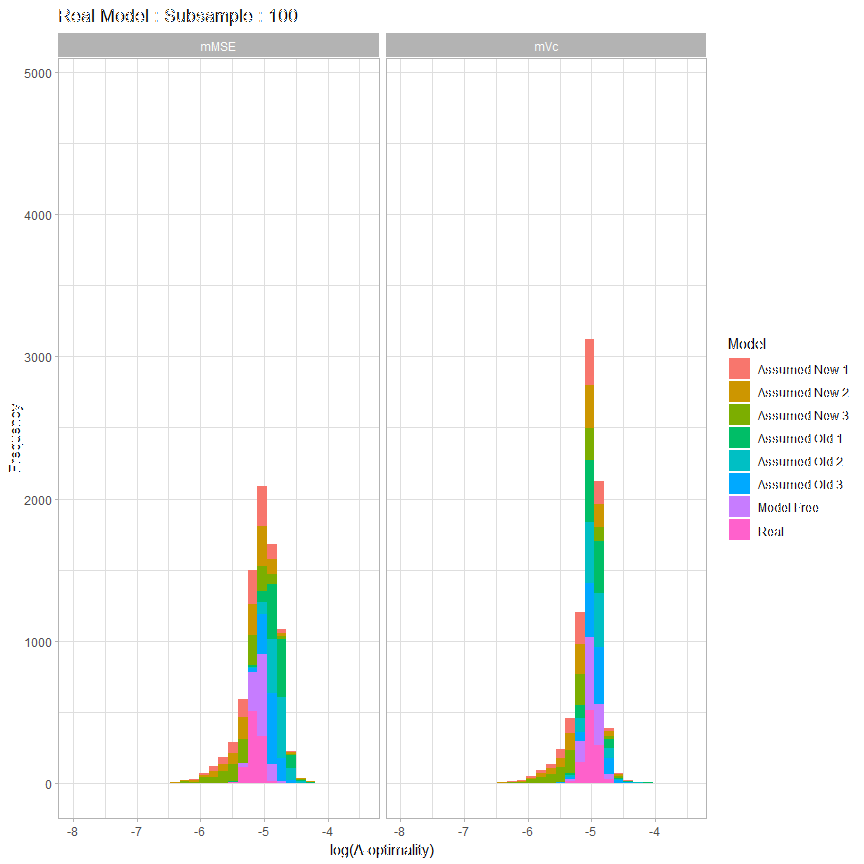 Real Model : Subsample : 100
mMSE
mVc
5000
4000
3000
2000
1000
0
Frequency
-8 -7 -6 -5 -4
-8 -7 -6 -5 -4
log(A-optimality)
Model
Assumed New 1
Assumed New 2
Assumed New 3
Assumed Old 1
Assumed Old 2
Assumed Old 3
Model Free
Real